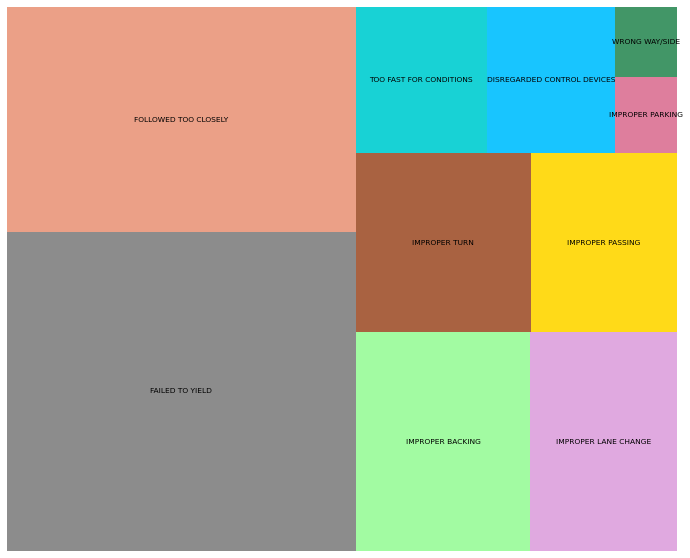 WRONG WAY/SIDE
TOO FAST FOR CONDITIONS
DISREGARDED CONTROL DEVICES
IMPROPER PARKING
FOLLOWED TOO CLOSELY
IMPROPER TURN
IMPROPER PASSING
FAILED TO YIELD
IMPROPER BACKING
IMPROPER LANE CHANGE